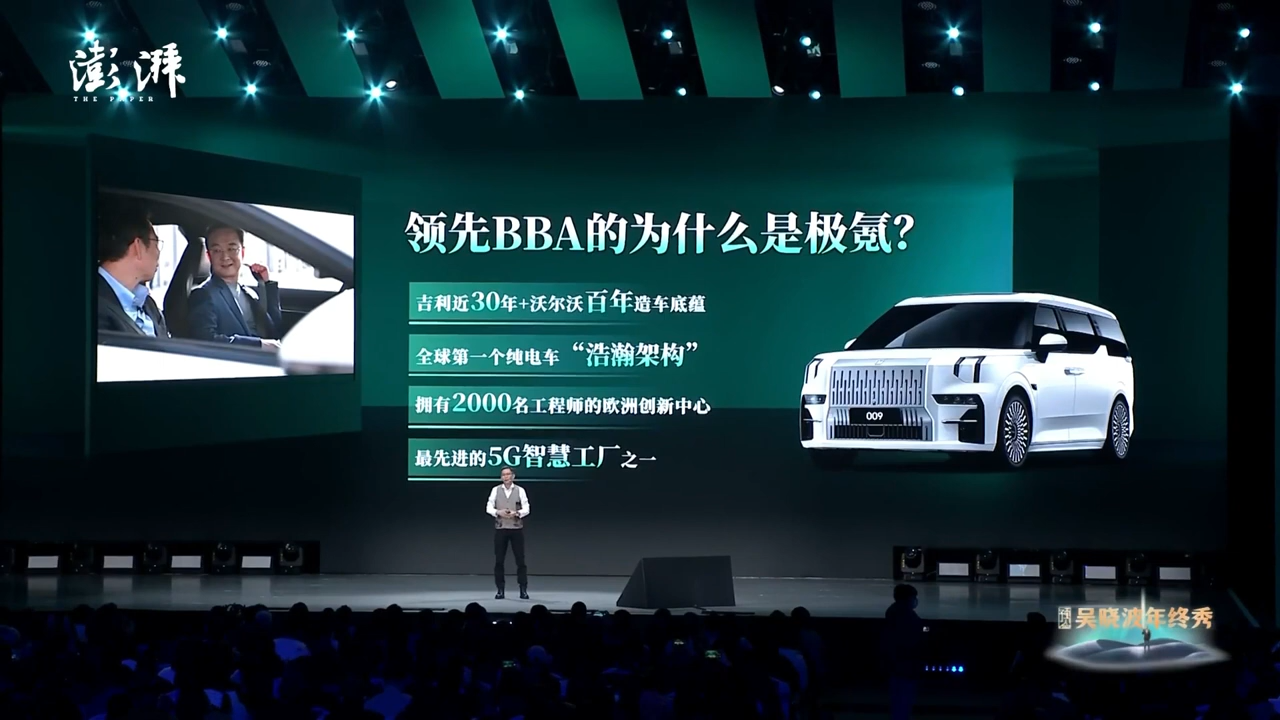 澎湃
THE PAPER
领先BBA的为什么是极氪？
吉利近30年+沃尔沃百年造车底蕴
全球第一个纯电车“浩瀚架构”
拥有2000名工程师的欧洲创新中心
最先进的5G智慧工厂之一
009
吴晓波年终秀